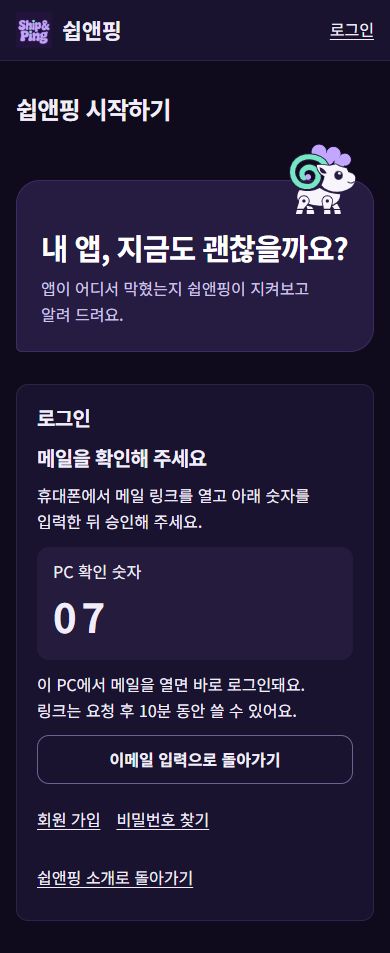 Ship&
Ping
쉽앤핑
로그인
쉽앤핑 시작하기
내 앱, 지금도 괜찮을까요?
앱이 어디서 막혔는지 쉽앤핑이 지켜보고
알려 드려요.
로그인
메일을 확인해 주세요
휴대폰에서 메일 링크를 열고 아래 숫자를
입력한 뒤 승인해 주세요.
PC 확인 숫자
07
이 PC에서 메일을 열면 바로 로그인돼요.
링크는 요청 후 10분 동안 쓸 수 있어요.
이메일 입력으로 돌아가기
회원 가입 비밀번호 찾기
쉽앤핑 소개로 돌아가기